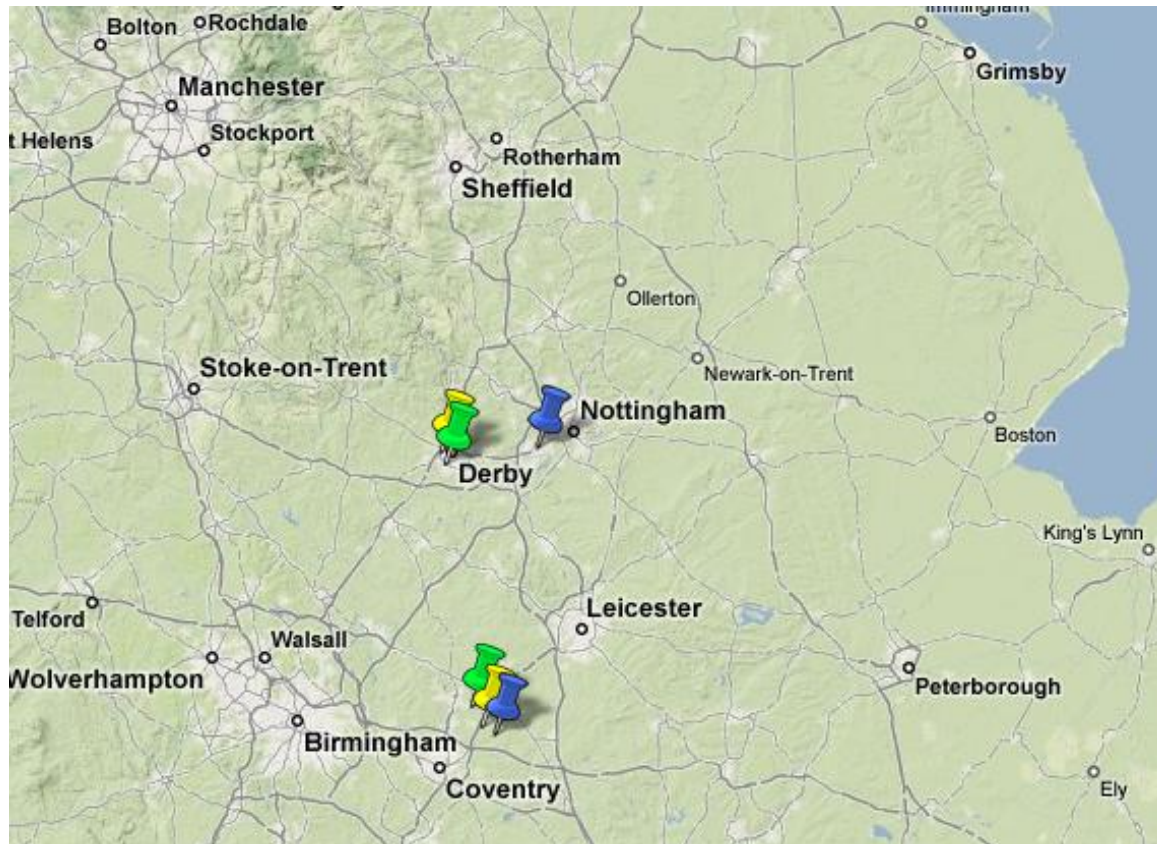 Immingham
Bolton
Rochdale
Grimsby
Manchester
Stockport
t Helens
Rotherham
Sheffield
Ollerton
Stoke-on-Trent
Newark-on-Trent
Nottingham
Boston
Derby
King's Lynn
Leicester
Telford
Walsall
Wolverhampton
Peterborough
Birmingham
Coventry
Ely